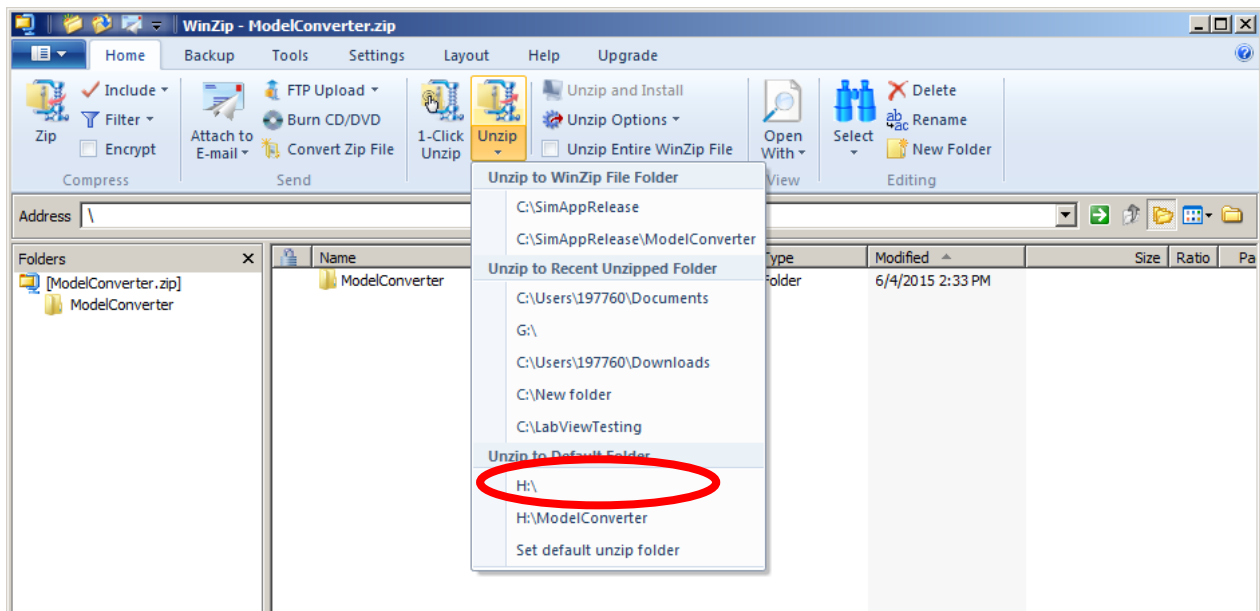 WinZip - ModelConverter.zip
Home Backup Tools Settings Layout Help Upgrade
Include FTP Upload Unzip and Install Delete
Filter Burn CD/DVD Unzip Options ab ac Rename
Zip Attach to E-mail 1-Click Unzip Unzip Open With Select
Encrypt Convert Zip File Unzip Entire WinZip File New Folder
Compress Send View Editing
Unzip to WinZip File Folder
Address \
C:\SimAppRelease
C:\SimAppRelease\ModelConverter
Folders Name Type Modified Size Ratio Pa
Unzip to Recent Unzipped Folder
[ModelConverter.zip] ModelConverter Folder 6/4/2015 2:33 PM
ModelConverter
C:\Users\197760\Documents
G:\
C:\Users\197760\Downloads
C:\New folder
C:\LabViewTesting
Unzip to Default Folder
H:\
H:\ModelConverter
Set default unzip folder